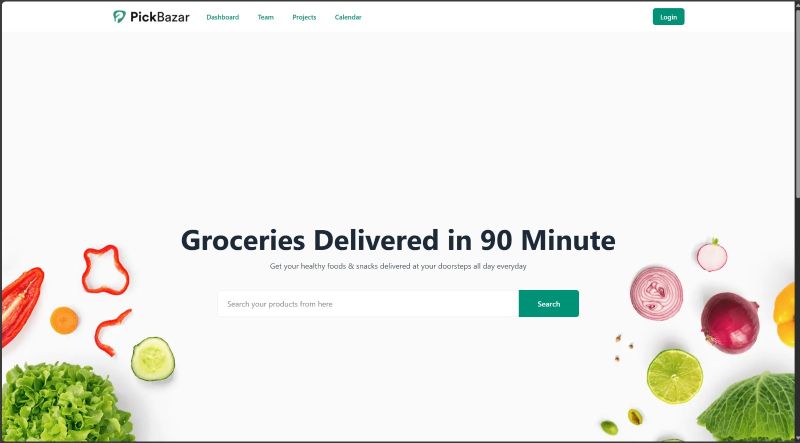 PickBazar
Dashboard Team Projects Calendar
Login
Groceries Delivered in 90 Minute
Get your healthy foods & snacks delivered at your doorsteps all day everyday
Search your products from here
Search